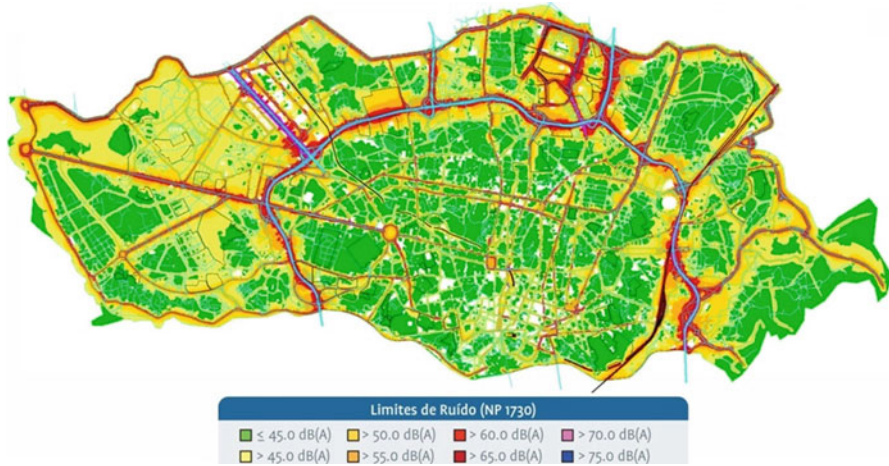 Limites de Ruído (NP 1730)
≤ 45.0 dB(A) > 50.0 dB(A) > 60.0 dB(A) > 70.0 dB(A)
> 45.0 dB(A) > 55.0 dB(A) > 65.0 dB(A) > 75.0 dB(A)